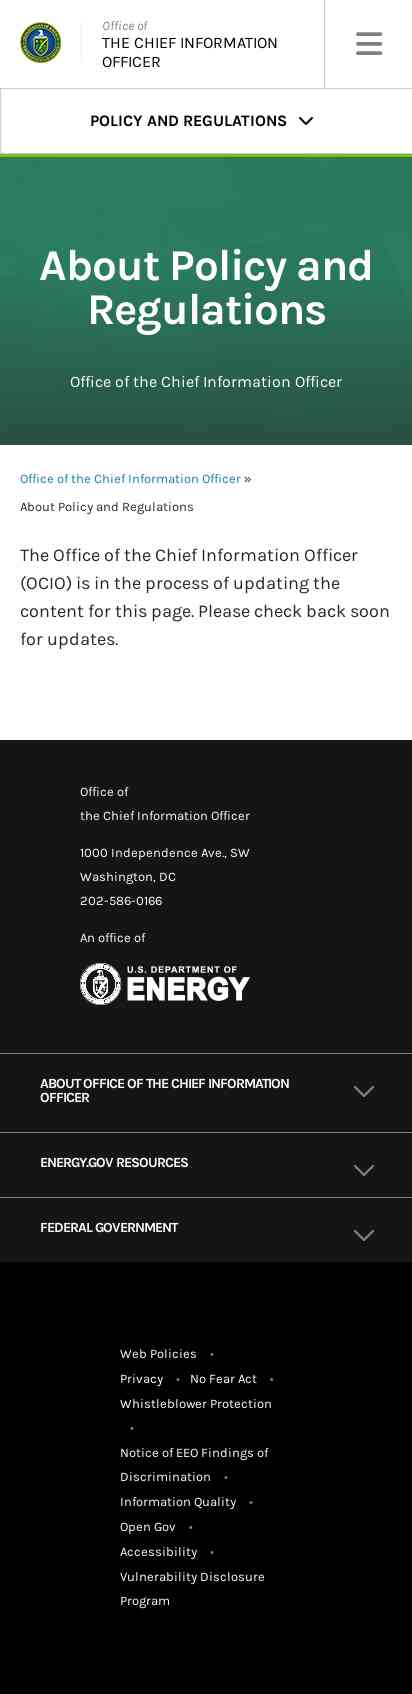 Office of
THE CHIEF INFORMATION
OFFICER
POLICY AND REGULATIONS
About Policy and
Regulations
Office of the Chief Information Officer
Office of the Chief Information Officer »
About Policy and Regulations
The Office of the Chief Information Officer
(OCIO) is in the process of updating the
content for this page. Please check back soon
for updates.
Office of
the Chief Information Officer
1000 Independence Ave., SW
Washington, DC
202-586-0166
An office of
U.S. DEPARTMENT OF
ENERGY
ABOUT OFFICE OF THE CHIEF INFORMATION
OFFICER
ENERGY.GOV RESOURCES
FEDERAL GOVERNMENT
Web Policies •
Privacy • No Fear Act •
Whistleblower Protection
•
Notice of EEO Findings of
Discrimination •
Information Quality •
Open Gov •
Accessibility •
Vulnerability Disclosure
Program